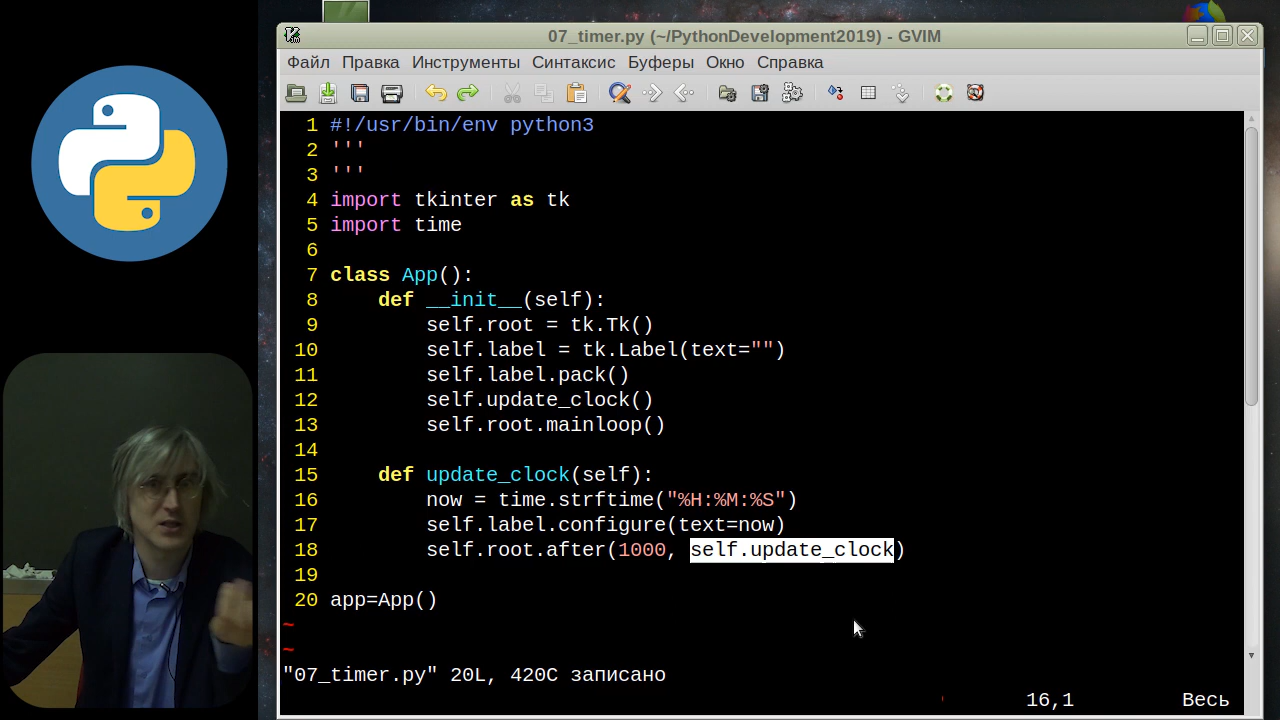 07_timer.py (~/PythonDevelopment2019) - GVIM
Файл Правка Инструменты Синтаксис Буферы Окно Справка
1 #!/usr/bin/env python3
2 '''
3 '''
4 import tkinter as tk
5 import time
6
7 class App():
8     def __init__(self):
9         self.root = tk.Tk()
10         self.label = tk.Label(text="")
11         self.label.pack()
12         self.update_clock()
13         self.root.mainloop()
14
15     def update_clock(self):
16         now = time.strftime("%H:%M:%S")
17         self.label.configure(text=now)
18         self.root.after(1000, self.update_clock)
19
20 app=App()
~
~
"07_timer.py" 20L, 420C записано
16,1 Весь